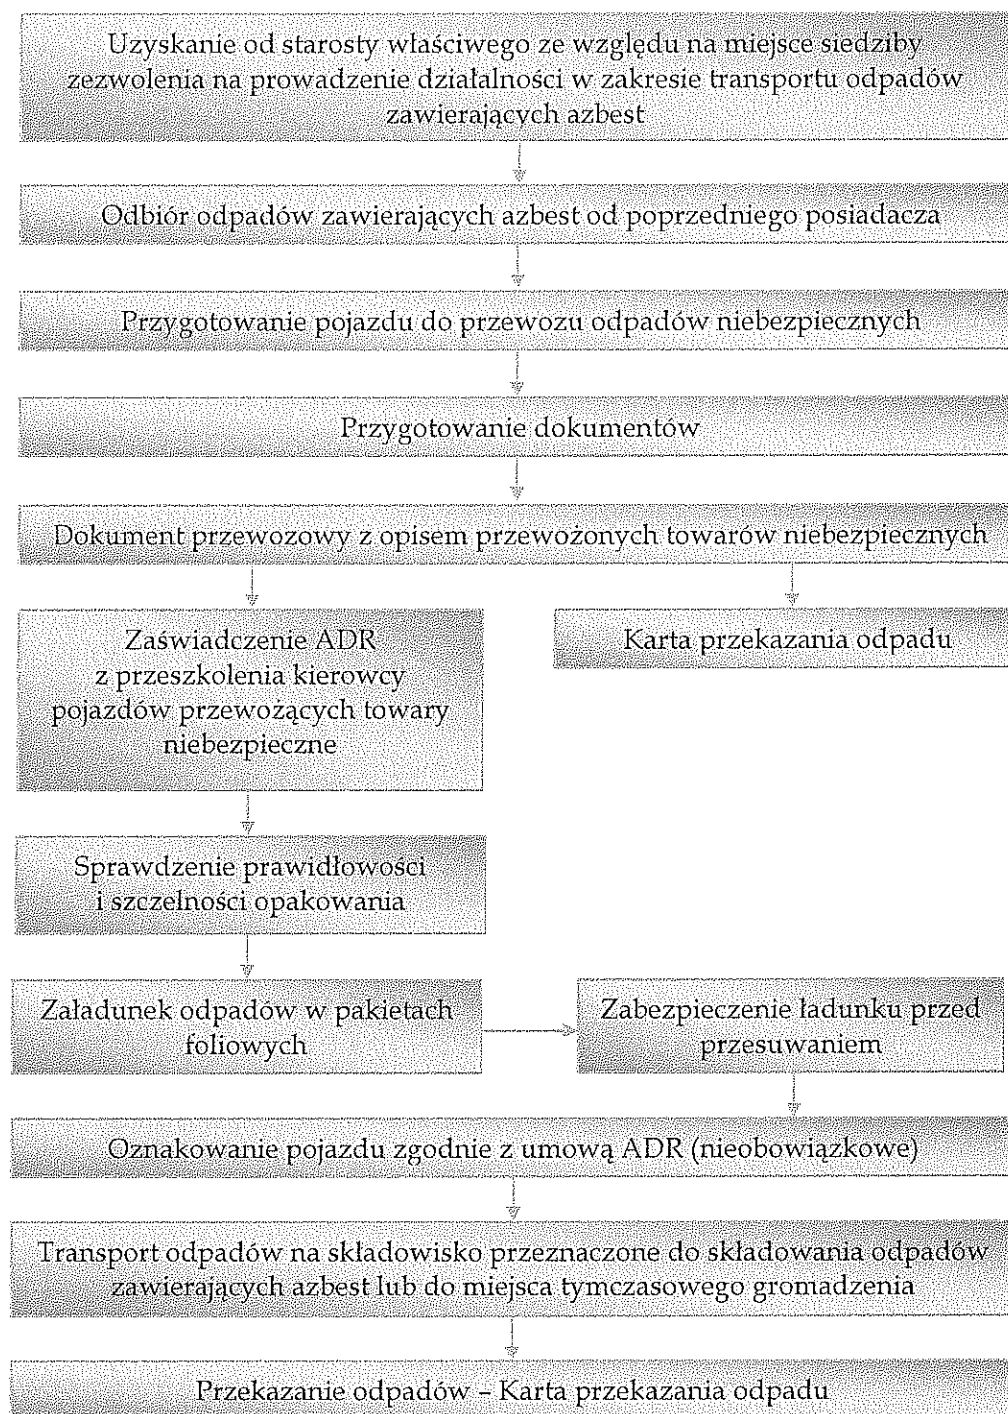 Uzyskanie od starosty właściwego ze względu na miejsce siedziby
zezwolenia na prowadzenie działalności w zakresie transportu odpadów
zawierających azbest
Odbiór odpadów zawierających azbest od poprzedniego posiadacza
Przygotowanie pojazdu do przewozu odpadów niebezpiecznych
Przygotowanie dokumentów
Dokument przewozowy z opisem przewożonych towarów niebezpiecznych
Zaświadczenie ADR
z przeszkolenia kierowcy
pojazdów przewożących towary
niebezpieczne
Karta przekazania odpadu
Sprawdzenie prawidłowości
i szczelności opakowania
Załadunek odpadów w pakietach
foliowych
Zabezpieczenie ładunku przed
przesuwaniem
Oznakowanie pojazdu zgodnie z umową ADR (nieobowiązkowe)
Transport odpadów na składowisko przeznaczone do składowania odpadów
zawierających azbest lub do miejsca tymczasowego gromadzenia
Przekazanie odpadów – Karta przekazania odpadu